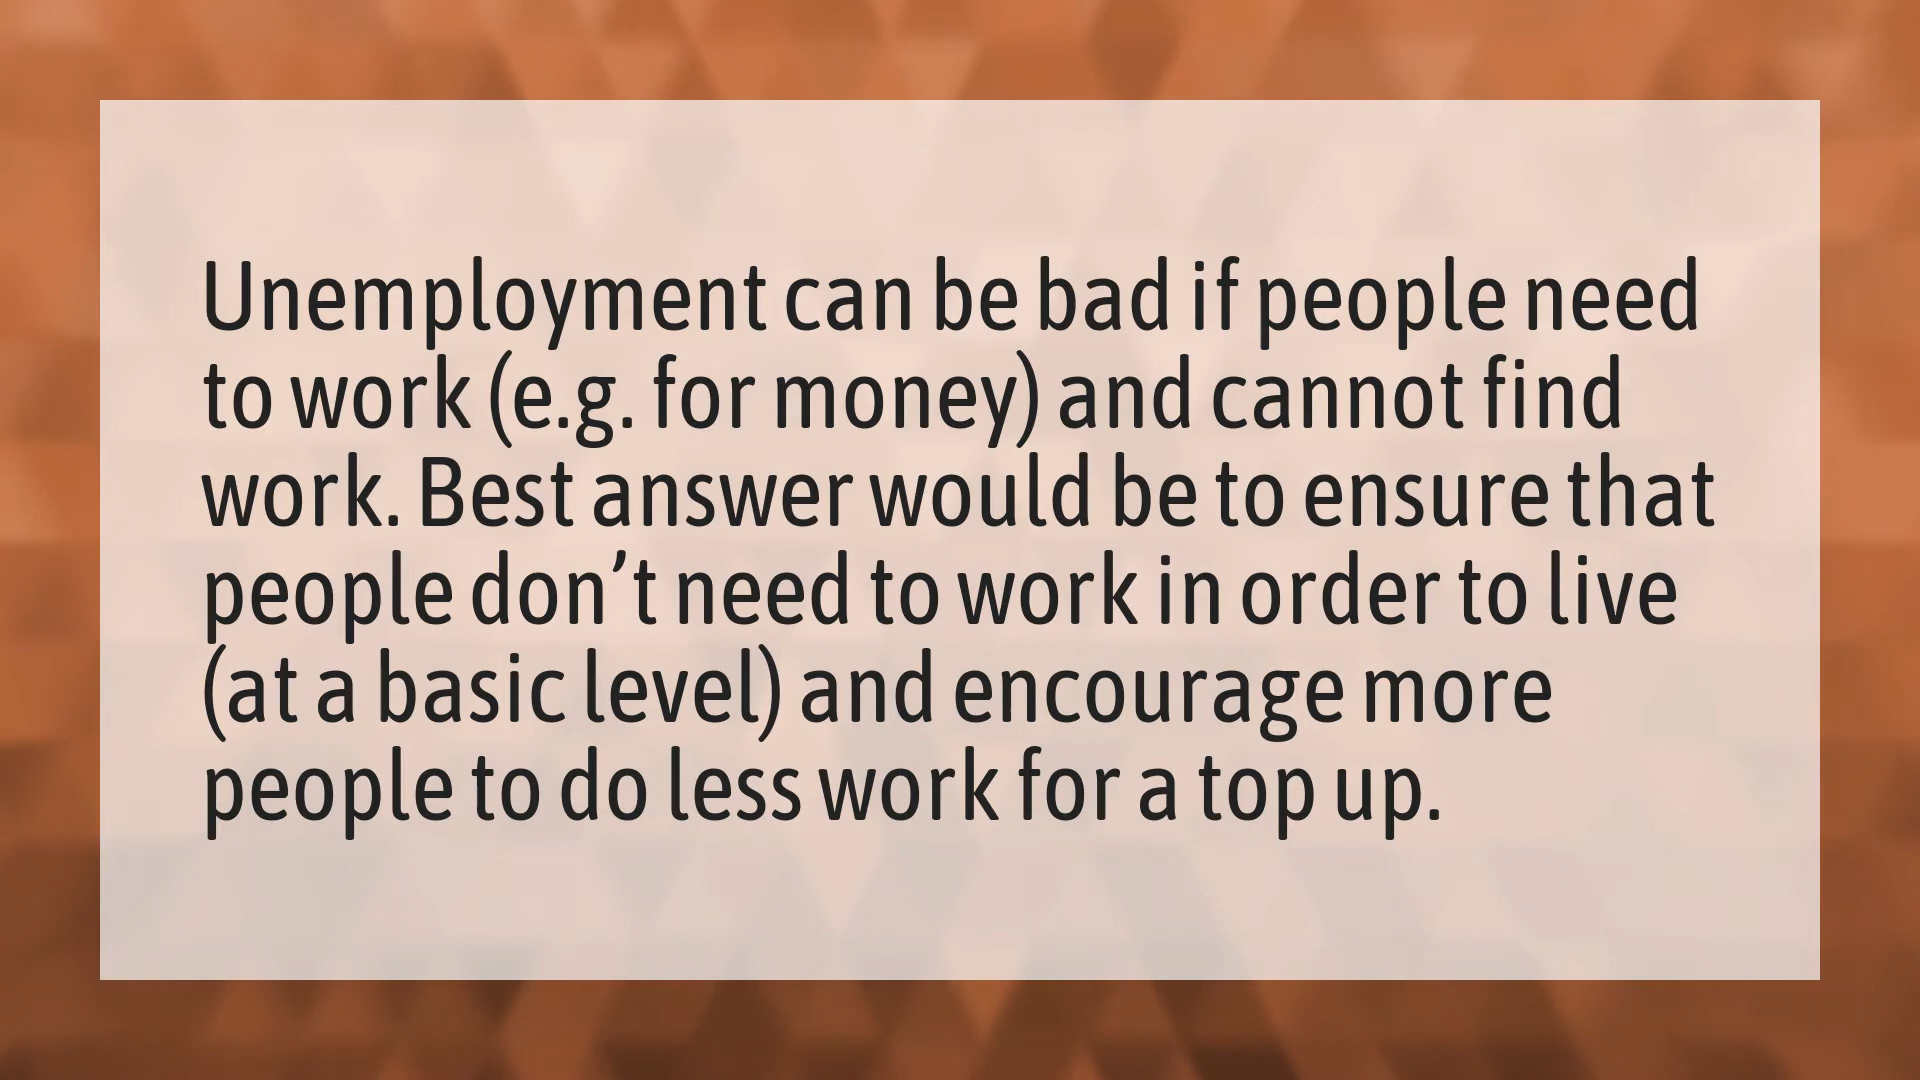 Unemployment can be bad if people need
to work (e.g. for money) and cannot find
work. Best answer would be to ensure that
people don’t need to work in order to live
(at a basic level) and encourage more
people to do less work for a top up.